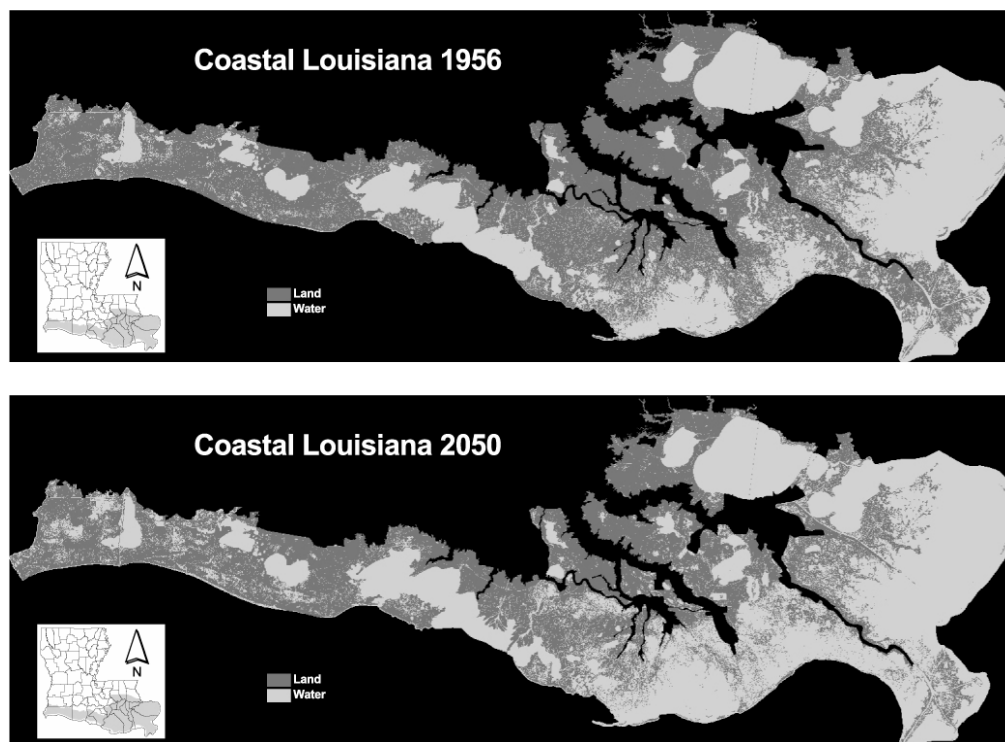 Coastal Louisiana 1956
N
Land
Water
Coastal Louisiana 2050
N
Land
Water